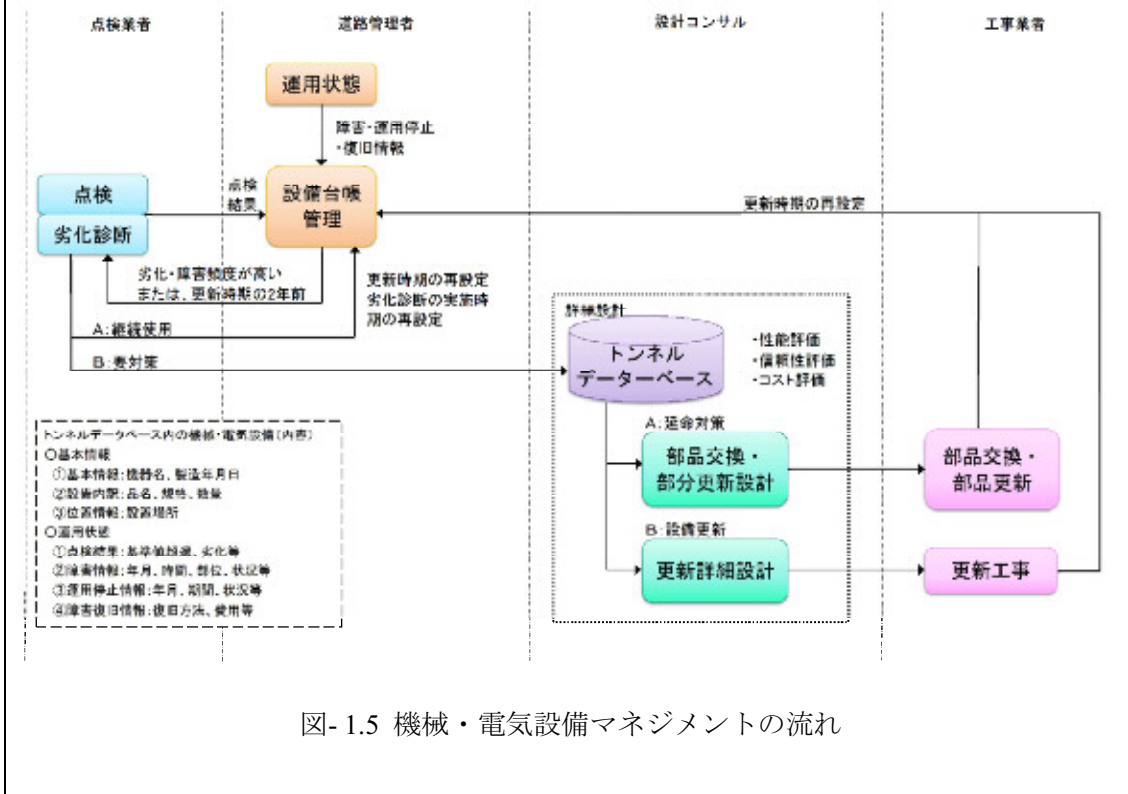 点検業者
道路管理者
設計コンサル
工事業者
運用状態
障害・運用停止
・復旧情報
点検
劣化診断
点検
結果
設備台帳
管理
更新時期の再設定
劣化・障害頻度が高い
または、更新時期の2年前
更新時期の再設定
劣化診断の実施時
期の再設定
A:継続使用
B:要対策
詳細設計
トンネル
データーベース
・性能評価
・信頼性評価
・コスト評価
A:延命対策
部品交換・
部分更新設計
部品交換・
部品更新
B:設備更新
更新詳細設計
更新工事
トンネルデータベース内の機械・電気設備(内容)
〇基本情報
①基本情報:機器名、製造年月日
②設備内訳:品名、規格、数量
③位置情報:設置場所
〇運用状態
①点検結果:基準値超過、劣化等
②障害情報:年月、時間、部位、状況等
③運用停止情報:年月、期間、状況等
④障害復旧情報:復旧方法、費用等
図- 1.5 機械・電気設備マネジメントの流れ